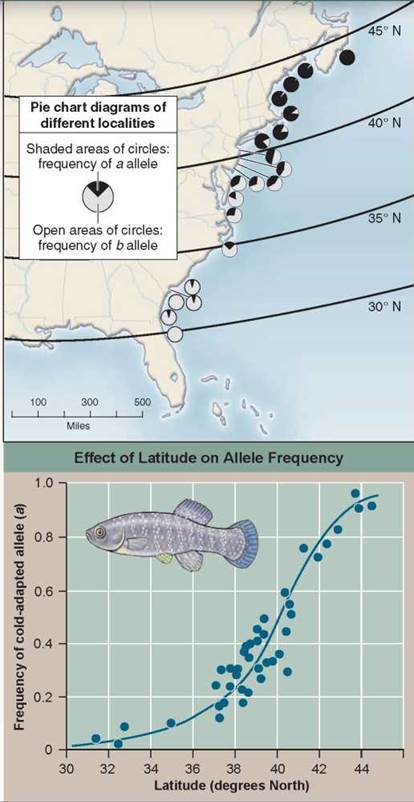 45° N
Pie chart diagrams of
different localities
Shaded areas of circles:
frequency of a allele
Open areas of circles:
frequency of b allele
40° N
35° N
30° N
100 300 500
Miles
Effect of Latitude on Allele Frequency
Frequency of cold-adapted allele (a)
1.0
0.8
0.6
0.4
0.2
0
30 32 34 36 38 40 42 44
Latitude (degrees North)